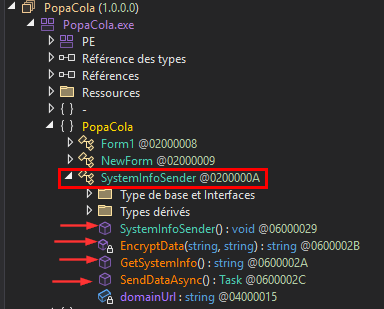 PopaCola (1.0.0.0)
PopaCola.exe
PE
Référence des types
Références
Ressources
{ } -
{ } PopaCola
Form1 @02000008
NewForm @02000009
SystemInfoSender @0200000A
Type de base et Interfaces
Types dérivés
SystemInfoSender() : void @06000029
EncryptData(string, string) : string @0600002B
GetSystemInfo() : string @0600002A
SendDataAsync() : Task @0600002C
domainUrl : string @04000015